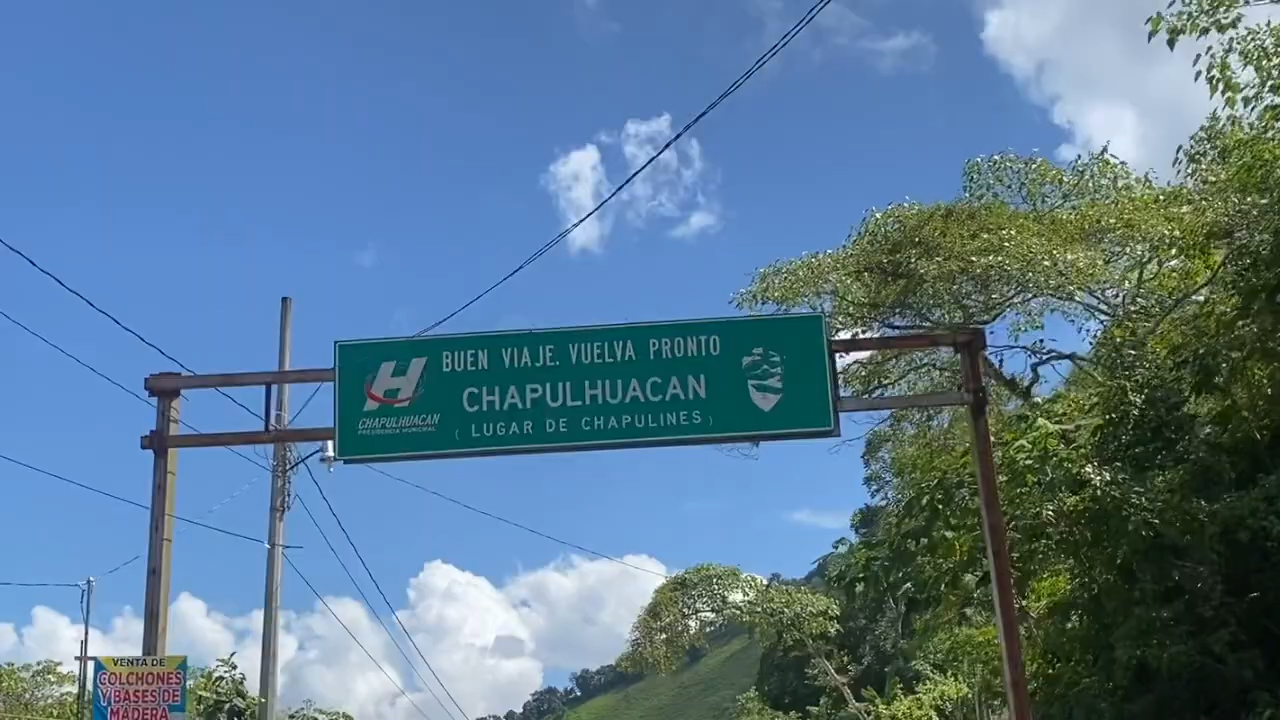 BUEN VIAJE. VUELVA PRONTO
CHAPULHUACAN
( LUGAR DE CHAPULINES )
H
CHAPULHUACAN
PRESIDENCIA MUNICIPAL
VENTA DE
COLCHONES
Y BASES DE
MADERA